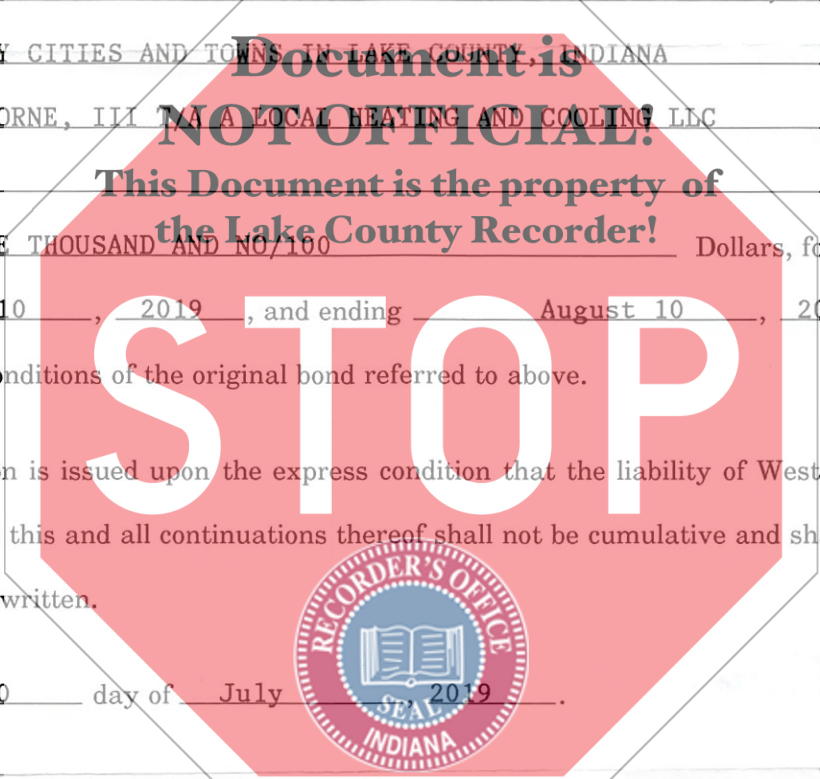 Y CITIES AND TOWNS IN LAKE COUNTY, INDIANA
Document is
ORNE, III T/A A LOCAL HEATING AND COOLING LLC
NOT OFFICIAL!
This Document is the property of
the Lake County Recorder!
E THOUSAND AND NO/100 Dollars, fo
10, 2019, and ending August 10, 20
STOP
nditions of the original bond referred to above.
n is issued upon the express condition that the liability of West
this and all continuations thereof shall not be cumulative and sh
written.
0 day of July, 2019.
RECORDER'S OFFICE
SEAL
INDIANA